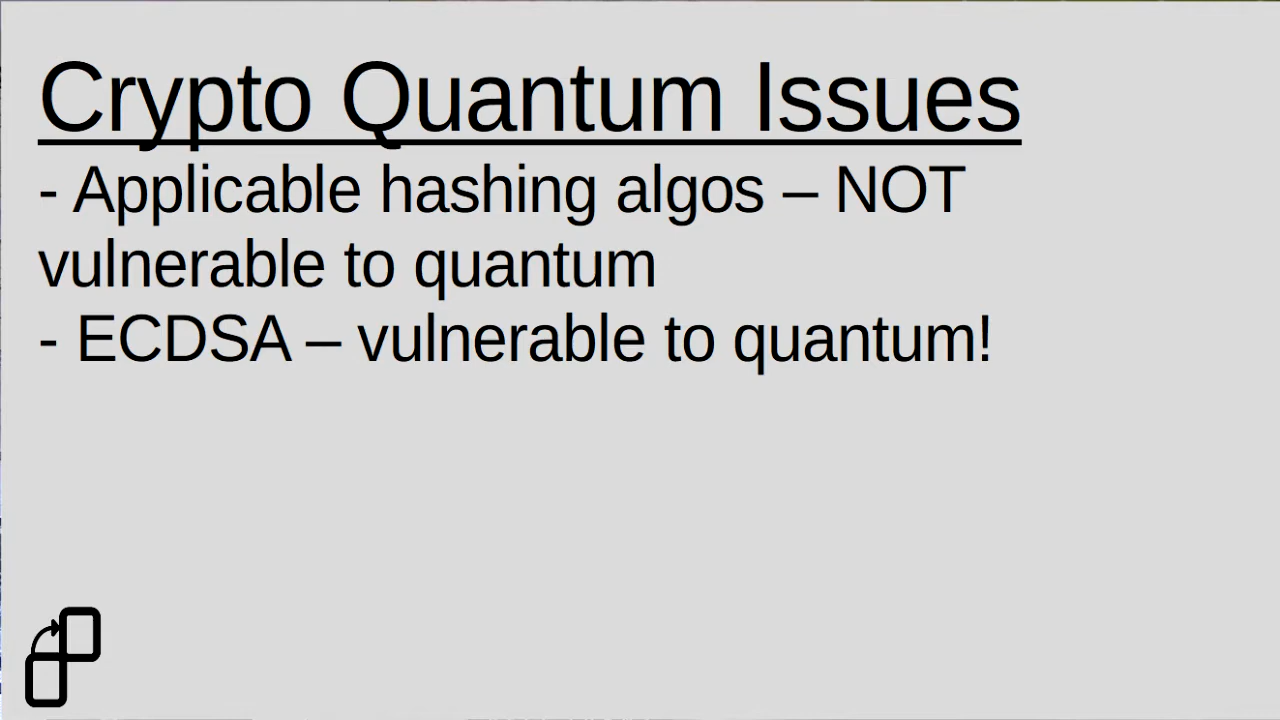 Crypto Quantum Issues
- Applicable hashing algos – NOT
vulnerable to quantum
- ECDSA – vulnerable to quantum!